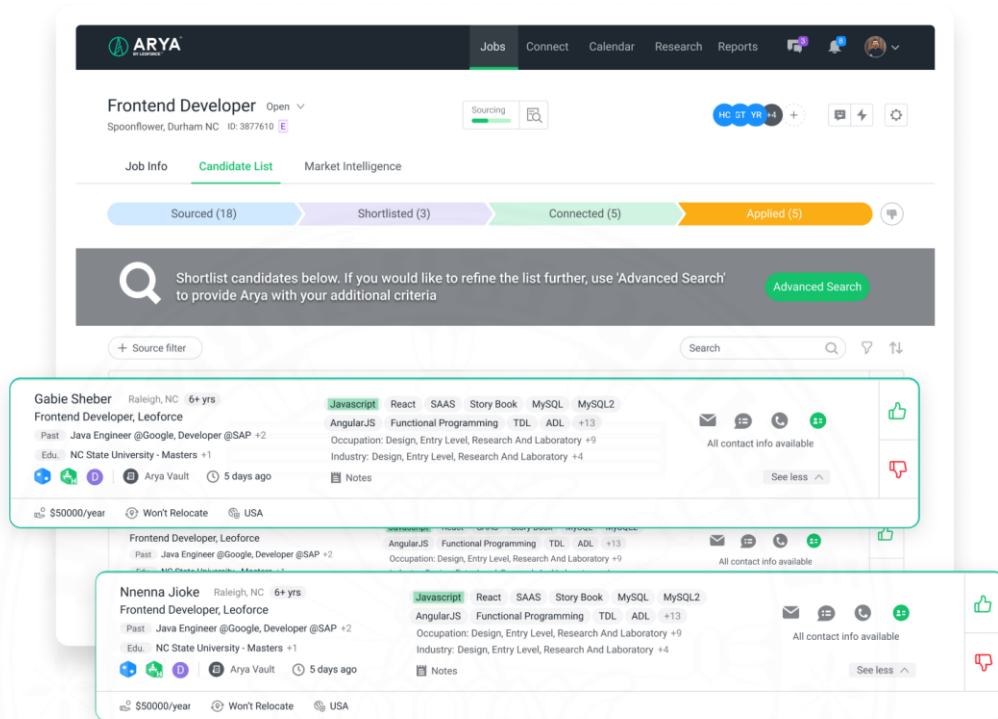 ARYA
BY LEOFORCE
Jobs Connect Calendar Research Reports 3 8
Frontend Developer Open
Spoonflower, Durham NC ID: 3877610 E
Sourcing
HC ST YR +4 +
Job Info Candidate List Market Intelligence
Sourced (18) Shortlisted (3) Connected (5) Applied (5)
Shortlist candidates below. If you would like to refine the list further, use 'Advanced Search'
to provide Arya with your additional criteria
Advanced Search
+ Source filter
Search
Gabie Sheber Raleigh, NC 6+ yrs
Frontend Developer, Leoforce
Past Java Engineer @Google, Developer @SAP +2
Edu. NC State University - Masters +1
D Arya Vault 5 days ago
Javascript React SAAS Story Book MySQL MySQL2
AngularJS Functional Programming TDL ADL +13
Occupation: Design, Entry Level, Research And Laboratory +9
Industry: Design, Entry Level, Research And Laboratory +4
Notes
All contact info available
See less
$50000/year Won't Relocate USA
Frontend Developer, Leoforce
Past Java Engineer @Google, Developer @SAP +2
AngularJS Functional Programming TDL ADL +13
Occupation: Design, Entry Level, Research And Laboratory +9
All contact info available
Nnenna Jioke Raleigh, NC 6+ yrs
Frontend Developer, Leoforce
Past Java Engineer @Google, Developer @SAP +2
Edu. NC State University - Masters +1
D Arya Vault 5 days ago
Javascript React SAAS Story Book MySQL MySQL2
AngularJS Functional Programming TDL ADL +13
Occupation: Design, Entry Level, Research And Laboratory +9
Industry: Design, Entry Level, Research And Laboratory +4
Notes
All contact info available
See less
$50000/year Won't Relocate USA